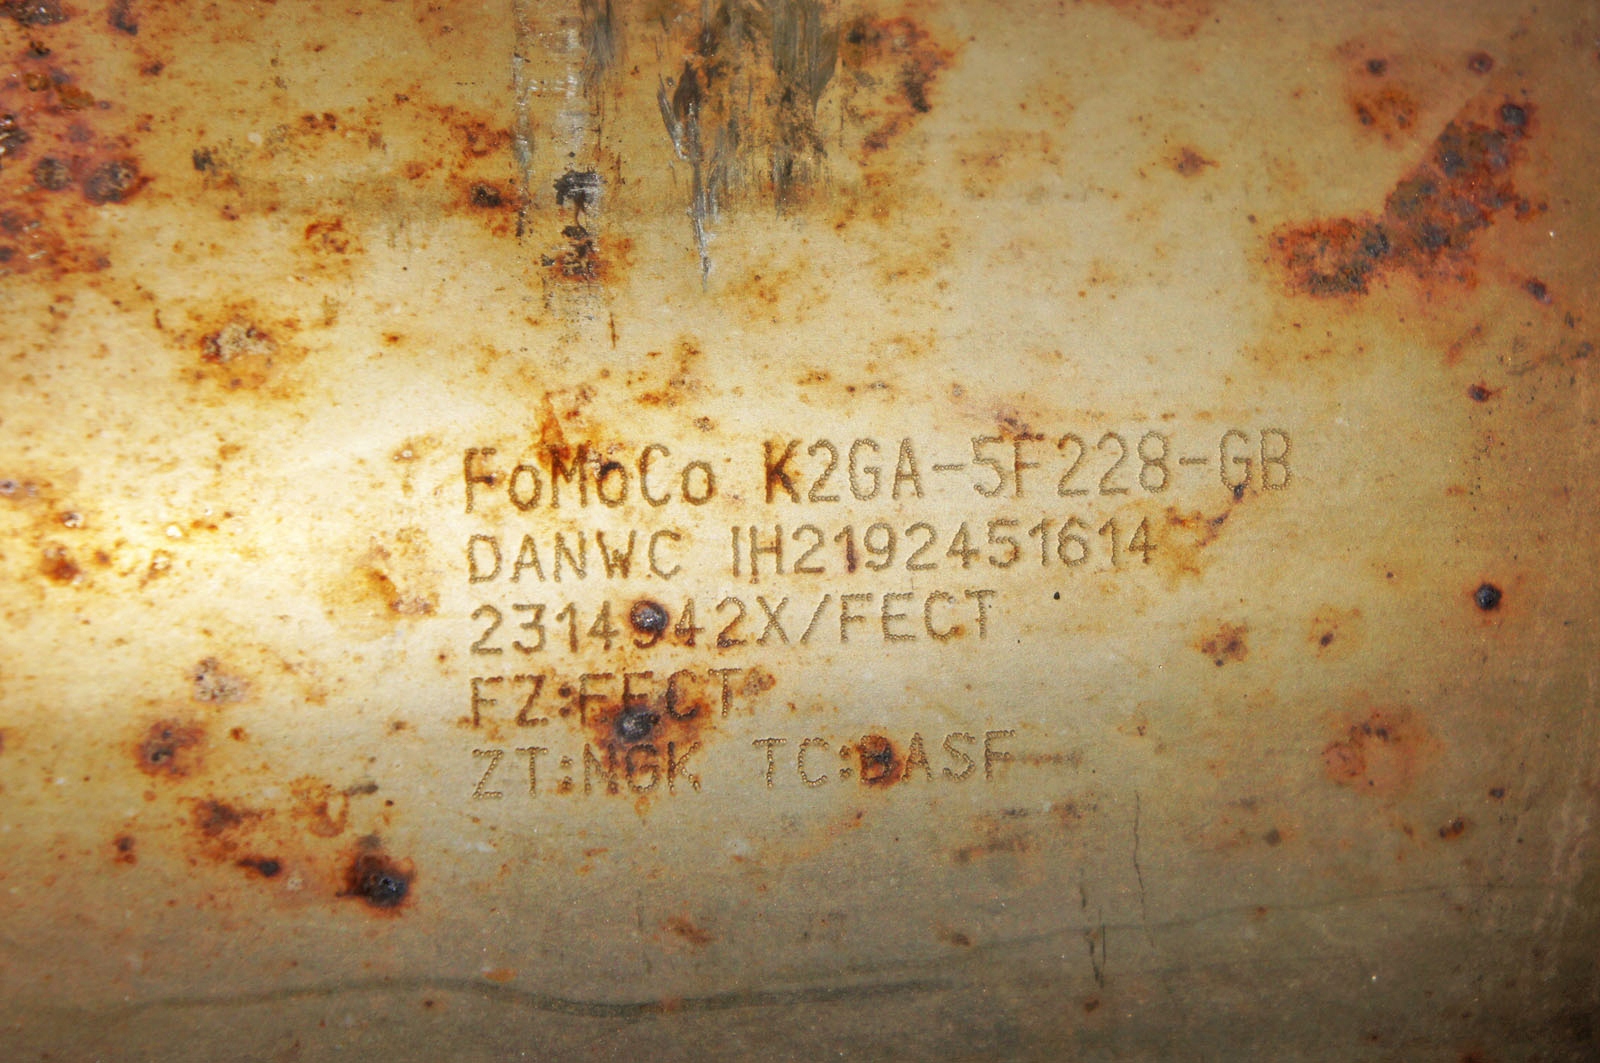 FoMoCo K2GA-5F228-GB
DANWC IH2192451614
2314942X/FECT
FZ:FECT
ZT:NGK TC:BASF